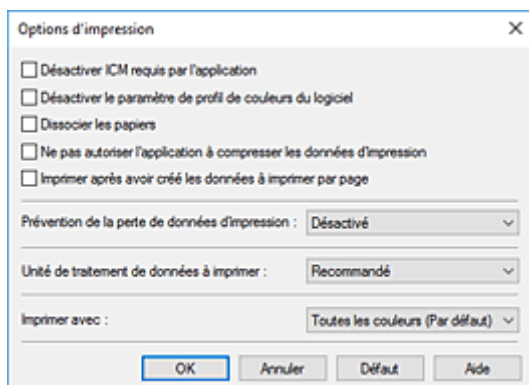 Options d'impression
Désactiver ICM requis par l'application
Désactiver le paramètre de profil de couleurs du logiciel
Dissocier les papiers
Ne pas autoriser l'application à compresser les données d'impression
Imprimer après avoir créé les données à imprimer par page
Prévention de la perte de données d'impression : Désactivé
Unité de traitement de données à imprimer : Recommandé
Imprimer avec : Toutes les couleurs (Par défaut)
OK Annuler Défaut Aide